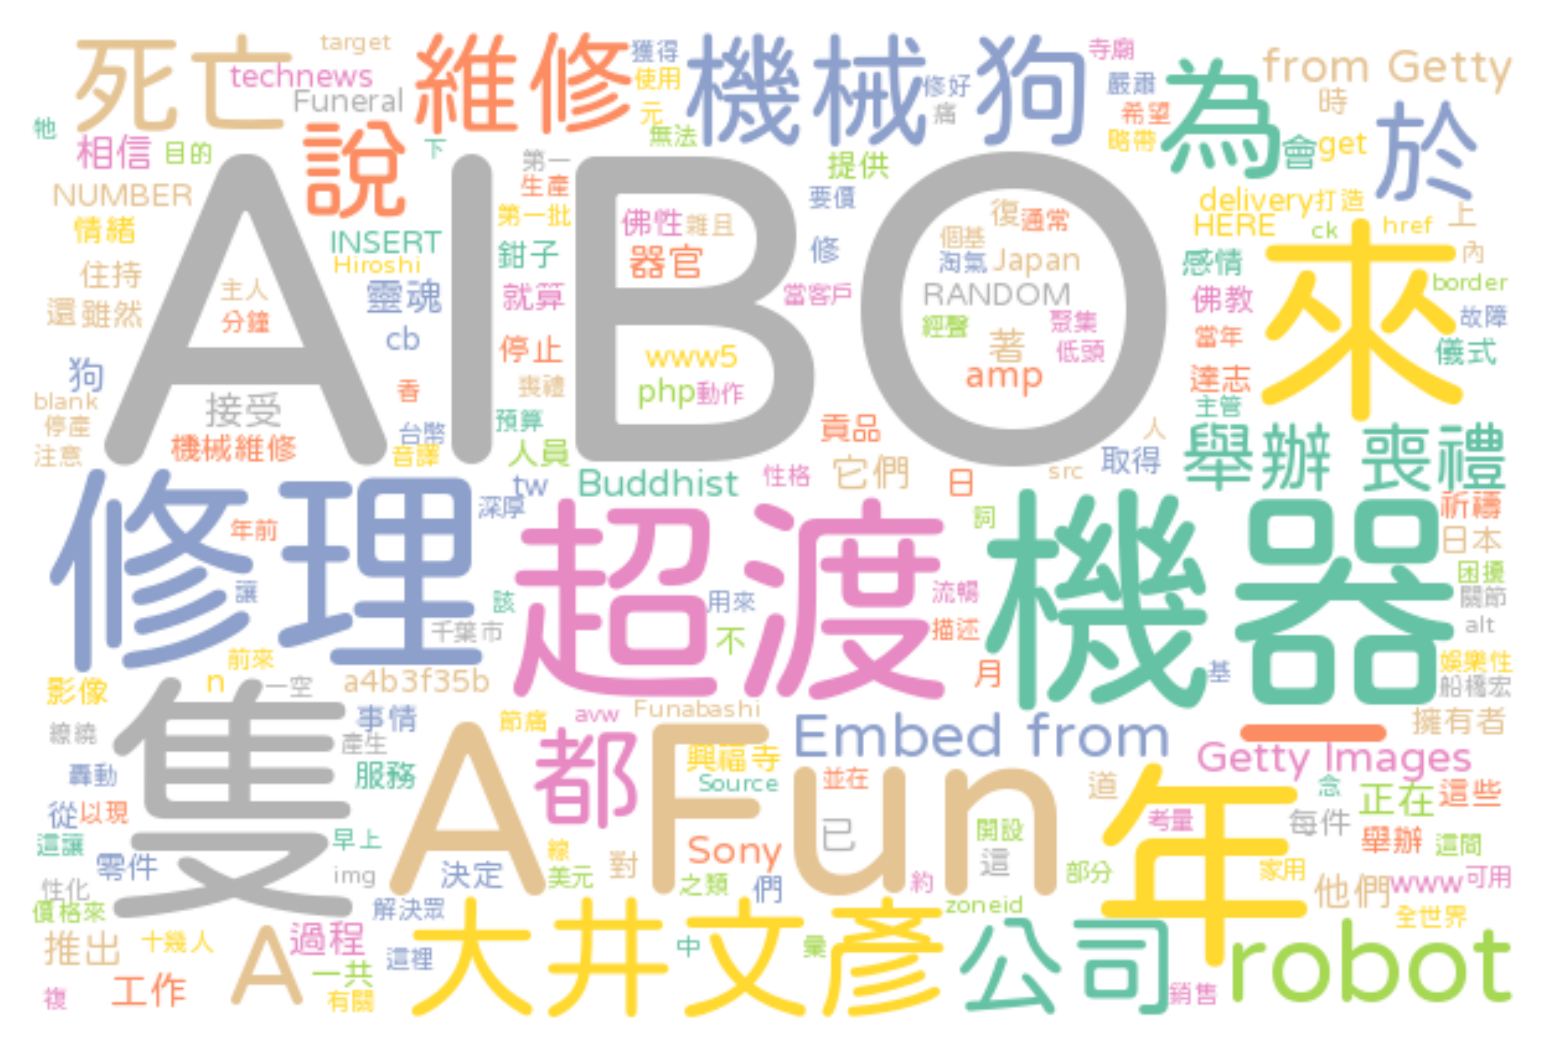 死亡
target
technews
Funeral
維修
獲得
使用
元
無法
機械狗
修好
痛
寺廟
嚴肅
希望
略帶
為
from Getty
時
會
get
於
牠
相信
目的
說
下
第一
生產
第一批
提供
要價
AIBO
NUMBER
情緒
INSERT
Hiroshi
鉗子
佛性
雜且
器官
修
復
通常
個基
淘氣
Japan
RANDOM
經聲
聚集
低頭
著
amp
當客戶
delivery
打造
HERE
ck
href
上
內
感情
佛教
border
故障
儀式
來
當年
達志
主管
住持
還
雖然
主人
分鐘
靈魂
cb
就算
停止
喪禮
www5
php
動作
狗
blank
停產
注意
接受
機械維修
香
台幣
音譯
預算
人員
貢品
人
舉辦
喪禮
tw
Buddhist
性格
它們
日
src
取得
修理
深厚
年前
讓
千葉市
該
超渡
用來
不
詞
流暢
描述
月
機器
基
祈禱
日本
困擾
關節
alt
娛樂性
船橋宏
前來
影像
n
一空
a4b3f35b
隻
繚繞
轟動
從
以現
這讓
零件
性化
價格來
事情
產生
服務
早上
img
節痛
avw
Funabashi
都
A Fun
興福寺
Source
並在
Embed from
一
Getty Images
擁有者
道
念
正在
這些
年
考量
每件
舉辦
這間
Sony
已
開設
這
部分
家用
他們
www
可用
全世界
決定
線
美元
對
之類
們
約
zoneid
解決眾
推出
十幾人
A
過程
一共
這裡
有關
工作
複
大井文彥
中
彙
公司
銷售
robot